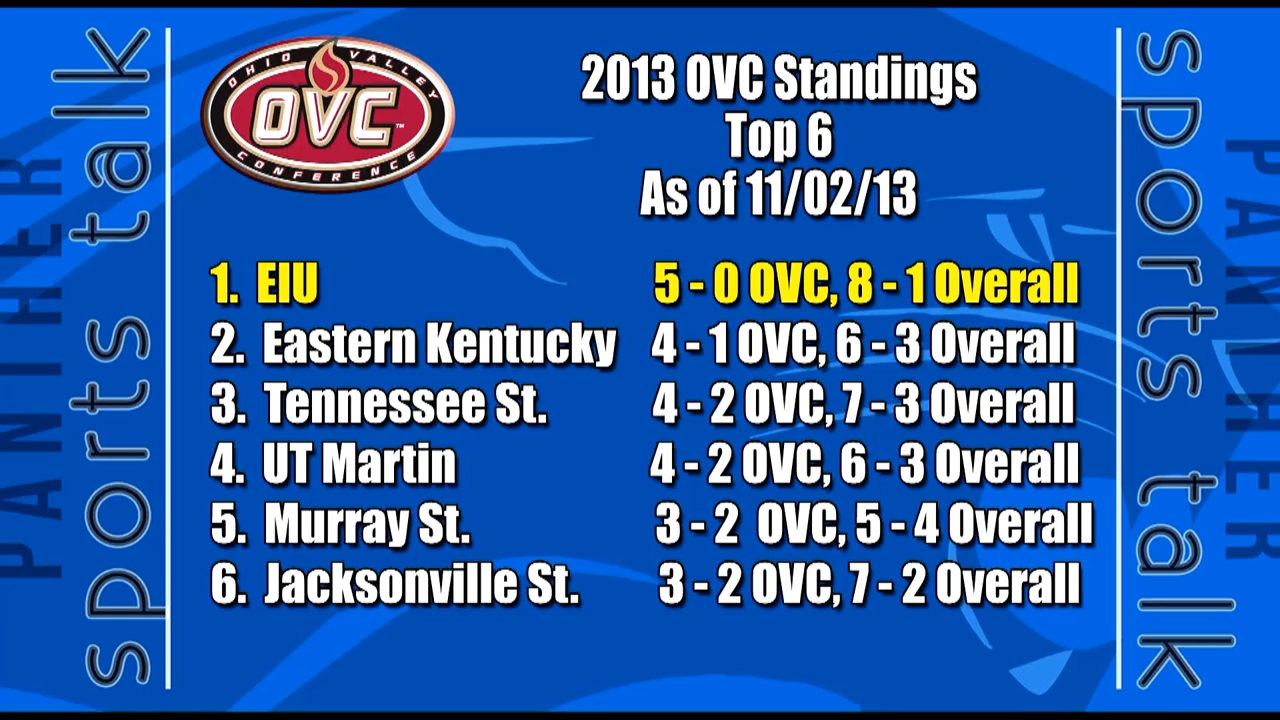 OHIO VALLEY
OVC
TM
CONFERENCE
2013 OVC Standings
Top 6
As of 11/02/13
1. EIU 5 - 0 OVC, 8 - 1 Overall
2. Eastern Kentucky 4 - 1 OVC, 6 - 3 Overall
3. Tennessee St. 4 - 2 OVC, 7 - 3 Overall
4. UT Martin 4 - 2 OVC, 6 - 3 Overall
5. Murray St. 3 - 2 OVC, 5 - 4 Overall
6. Jacksonville St. 3 - 2 OVC, 7 - 2 Overall
PANTHER
sports talk
sports talk
PANTHER